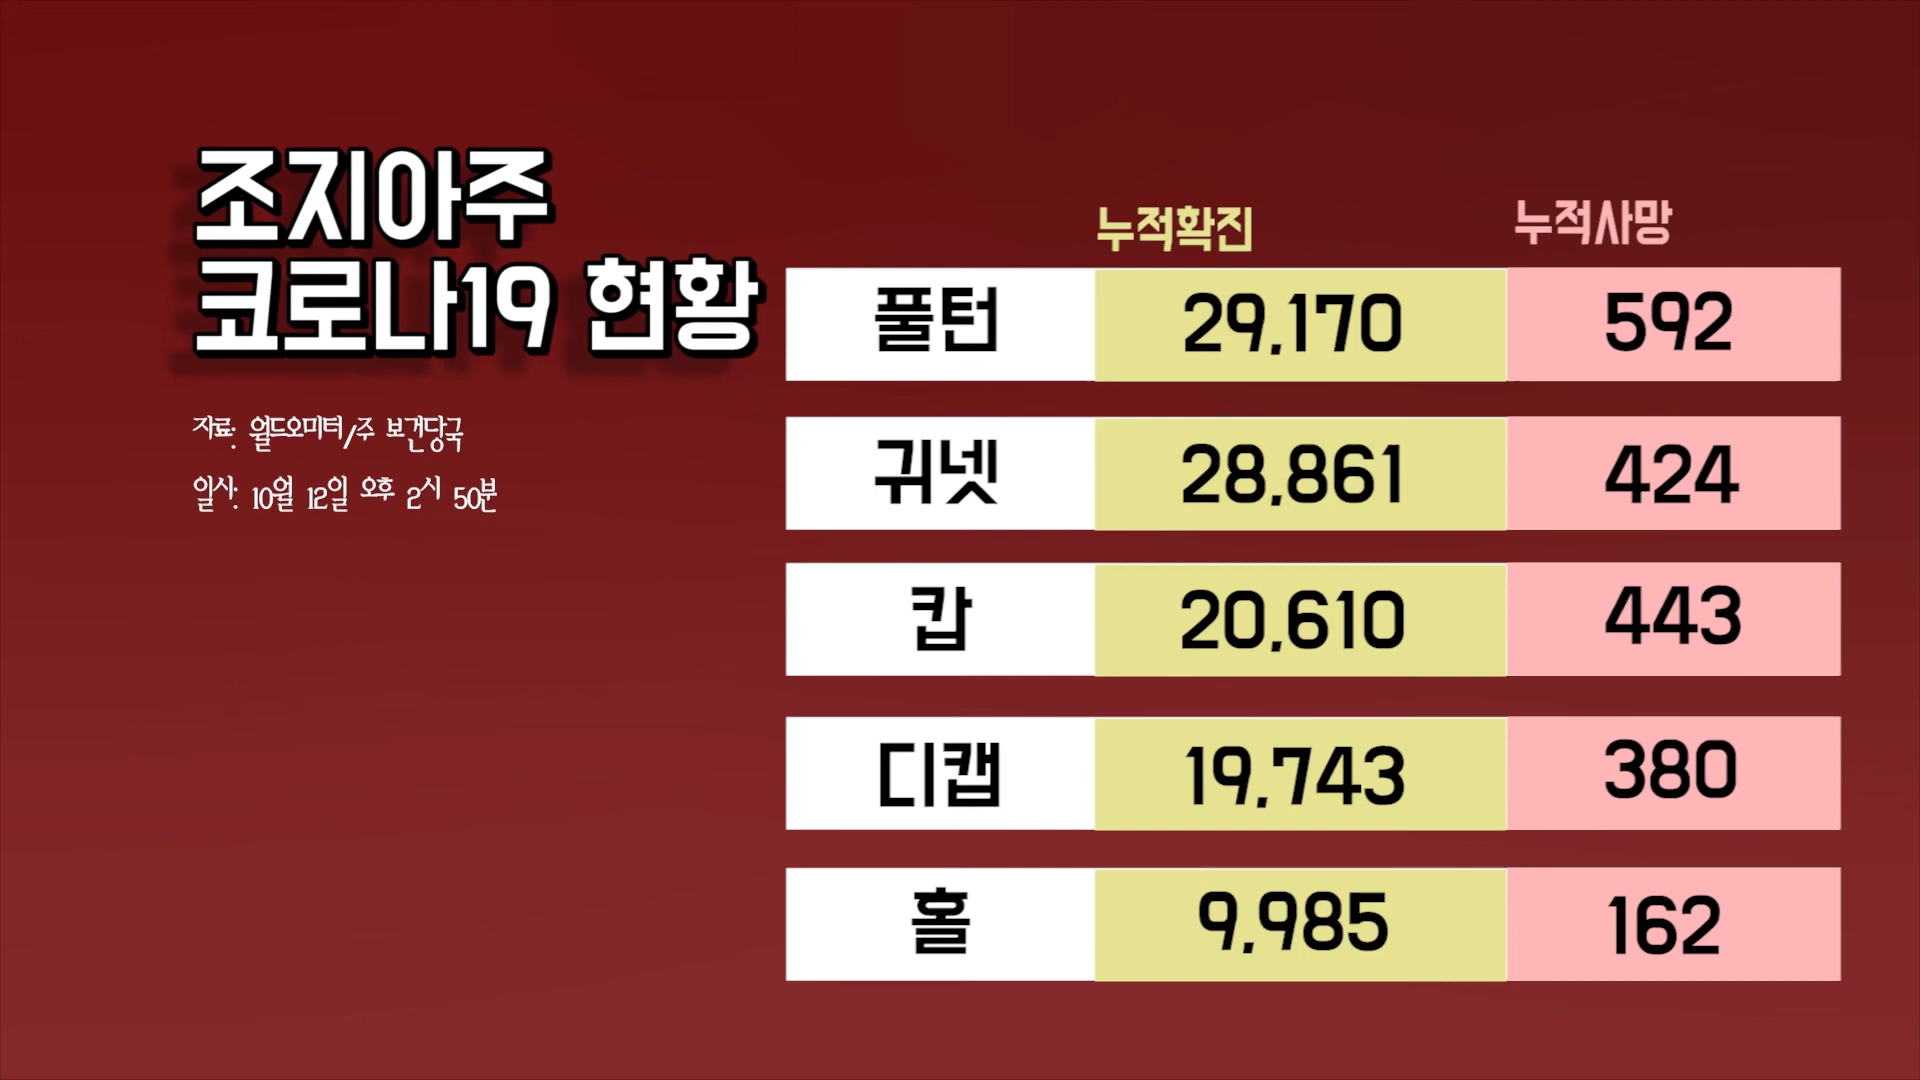 조지아주
코로나19 현황
자료: 월드오미터/주 보건당국
일시: 10월 12일 오후 2시 50분
누적확진 누적사망
풀턴 29,170 592
귀넷 28,861 424
캅 20,610 443
디캡 19,743 380
홀 9,985 162